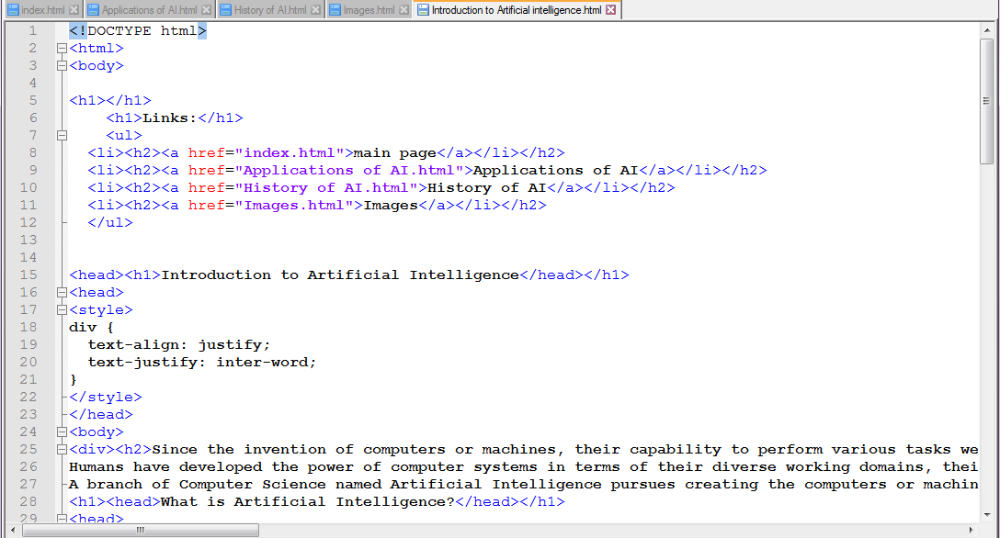 index.html Applications of AI.html History of AI.html Images.html Introduction to Artificial intelligence.html
1 <!DOCTYPE html>
2 <html>
3 <body>
4
5 <h1></h1>
6 <h1>Links:</h1>
7 <ul>
8 <li><h2><a href="index.html">main page</a></li></h2>
9 <li><h2><a href="Applications of AI.html">Applications of AI</a></li></h2>
10 <li><h2><a href="History of AI.html">History of AI</a></li></h2>
11 <li><h2><a href="Images.html">Images</a></li></h2>
12 </ul>
13
14
15 <head><h1>Introduction to Artificial Intelligence</head></h1>
16 <head>
17 <style>
18 div {
19 text-align: justify;
20 text-justify: inter-word;
21 }
22 </style>
23 </head>
24 <body>
25 <div><h2>Since the invention of computers or machines, their capability to perform various tasks we
26 Humans have developed the power of computer systems in terms of their diverse working domains, thei
27 A branch of Computer Science named Artificial Intelligence pursues creating the computers or machin
28 <h1><head>What is Artificial Intelligence?</head></h1>
29 <head>